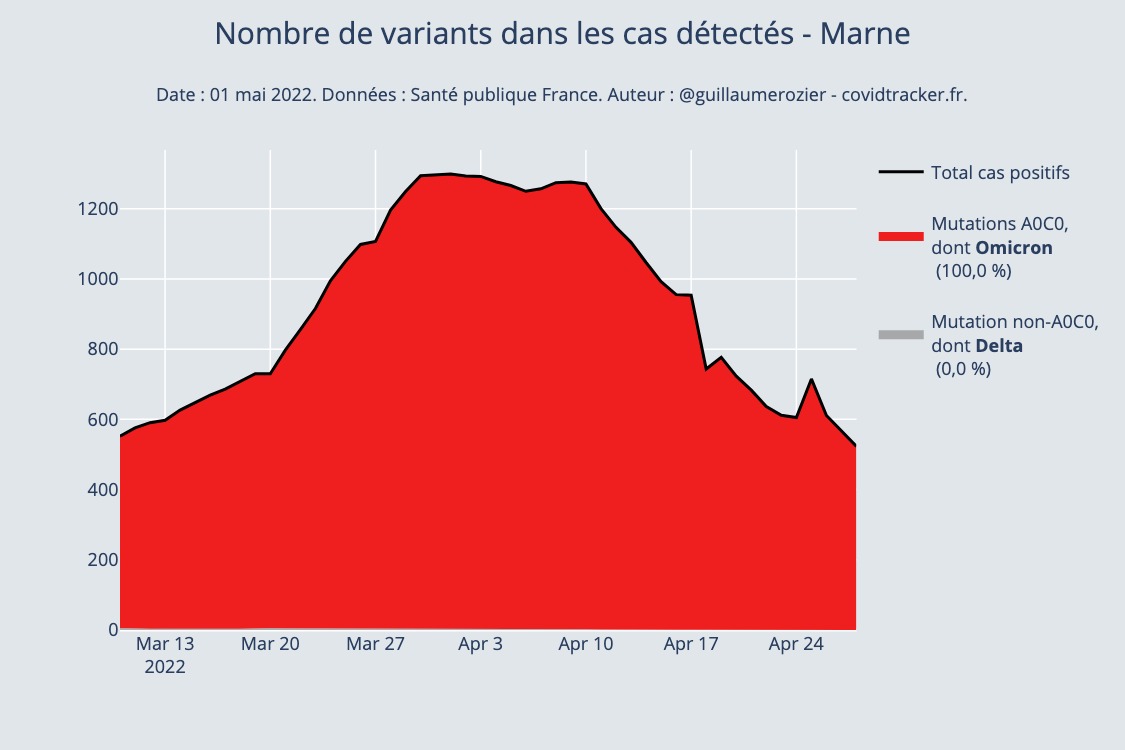 Nombre de variants dans les cas détectés - Marne
Date : 01 mai 2022. Données : Santé publique France. Auteur : @guillaumerozier - covidtracker.fr.
Total cas positifs
Mutations A0C0,
dont Omicron
(100,0 %)
Mutation non-A0C0,
dont Delta
(0,0 %)
1200
1000
800
600
400
200
0
Mar 13 Mar 20 Mar 27 Apr 3 Apr 10 Apr 17 Apr 24
2022